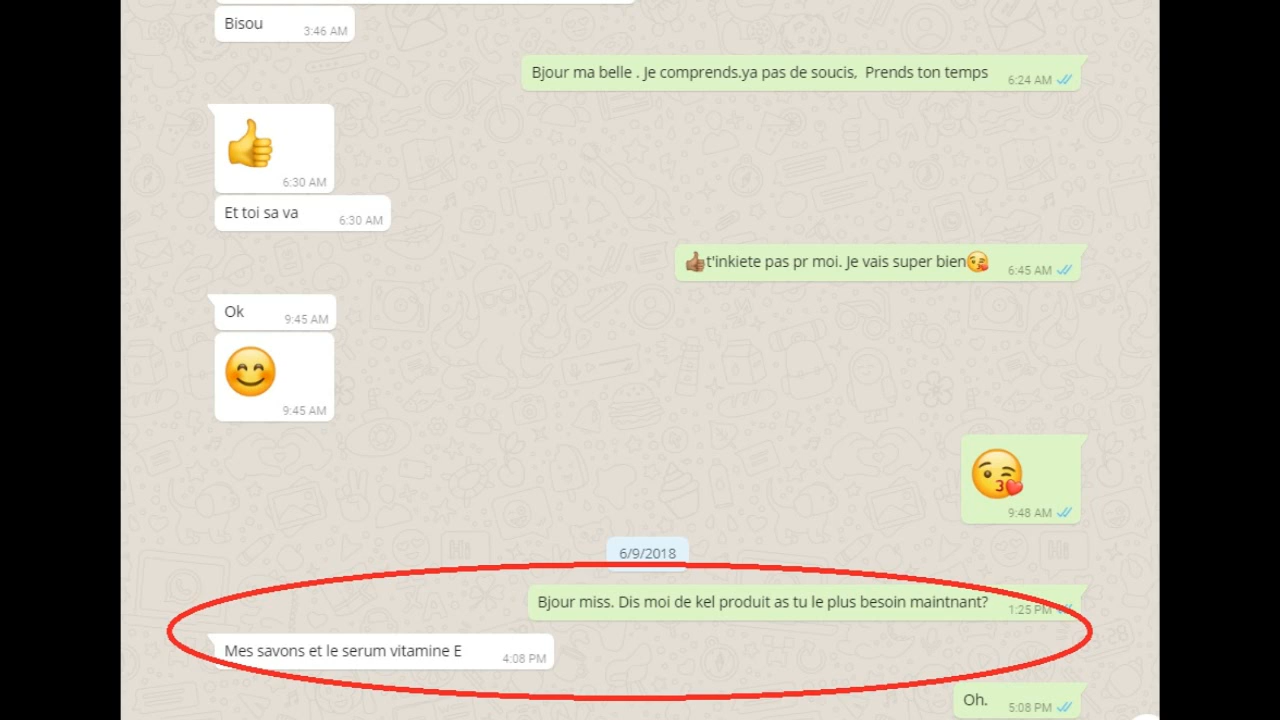 Bisou
3:46 AM
Bjour ma belle . Je comprends.ya pas de soucis, Prends ton temps
6:24 AM
6:30 AM
Et toi sa va
6:30 AM
t'inkiete pas pr moi. Je vais super bien
6:45 AM
Ok
9:45 AM
9:45 AM
9:48 AM
6/9/2018
Bjour miss. Dis moi de kel produit as tu le plus besoin maintnant?
1:25 PM
Mes savons et le serum vitamine E
4:08 PM
Oh.
5:08 PM